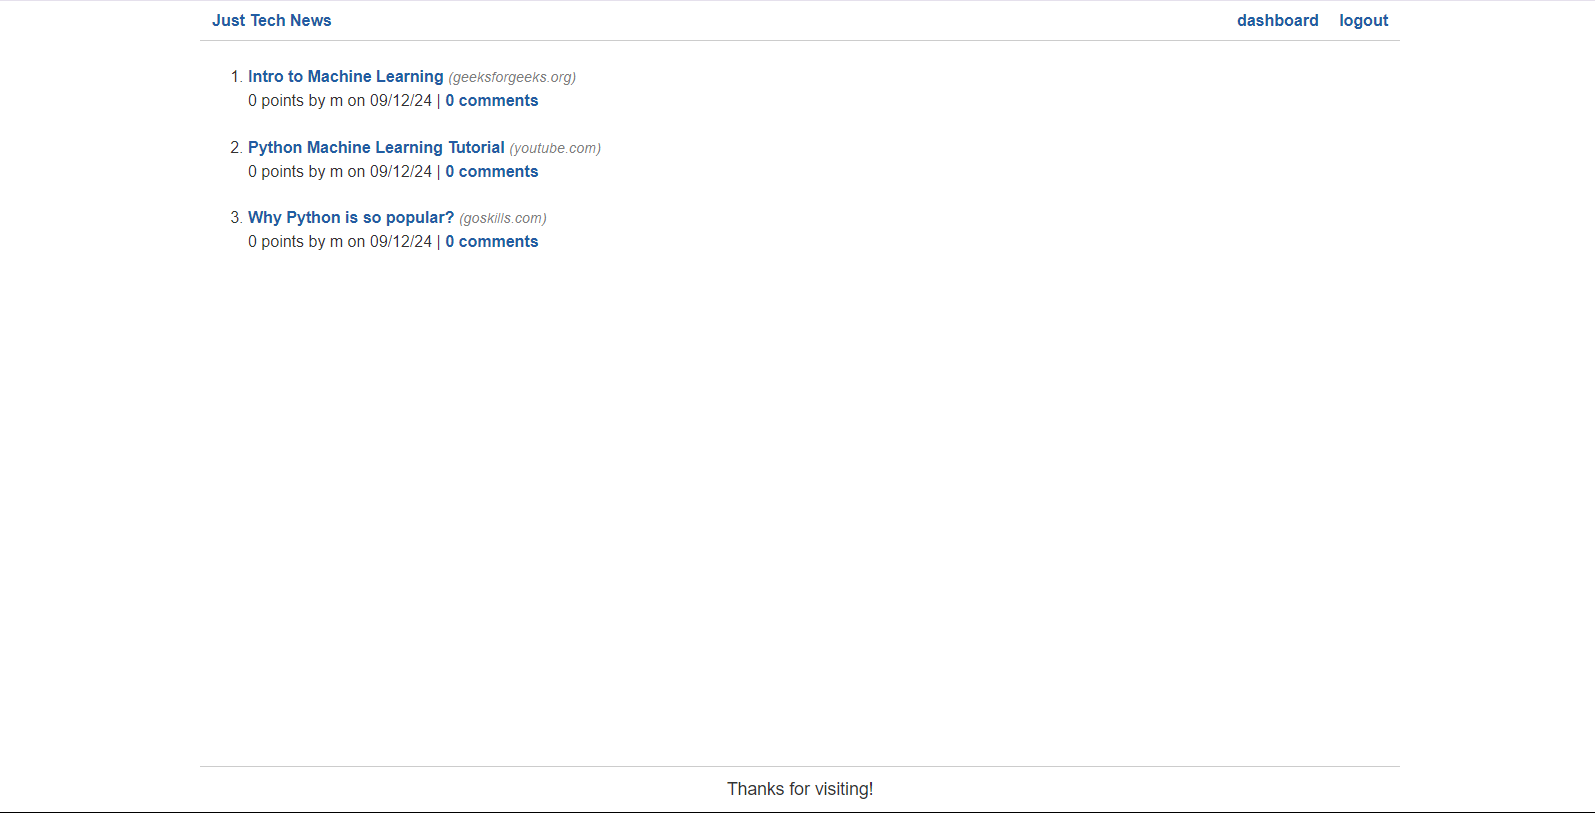 Just Tech News dashboard logout
1. Intro to Machine Learning (geeksforgeeks.org)
0 points by m on 09/12/24 | 0 comments
2. Python Machine Learning Tutorial (youtube.com)
0 points by m on 09/12/24 | 0 comments
3. Why Python is so popular? (goskills.com)
0 points by m on 09/12/24 | 0 comments
Thanks for visiting!